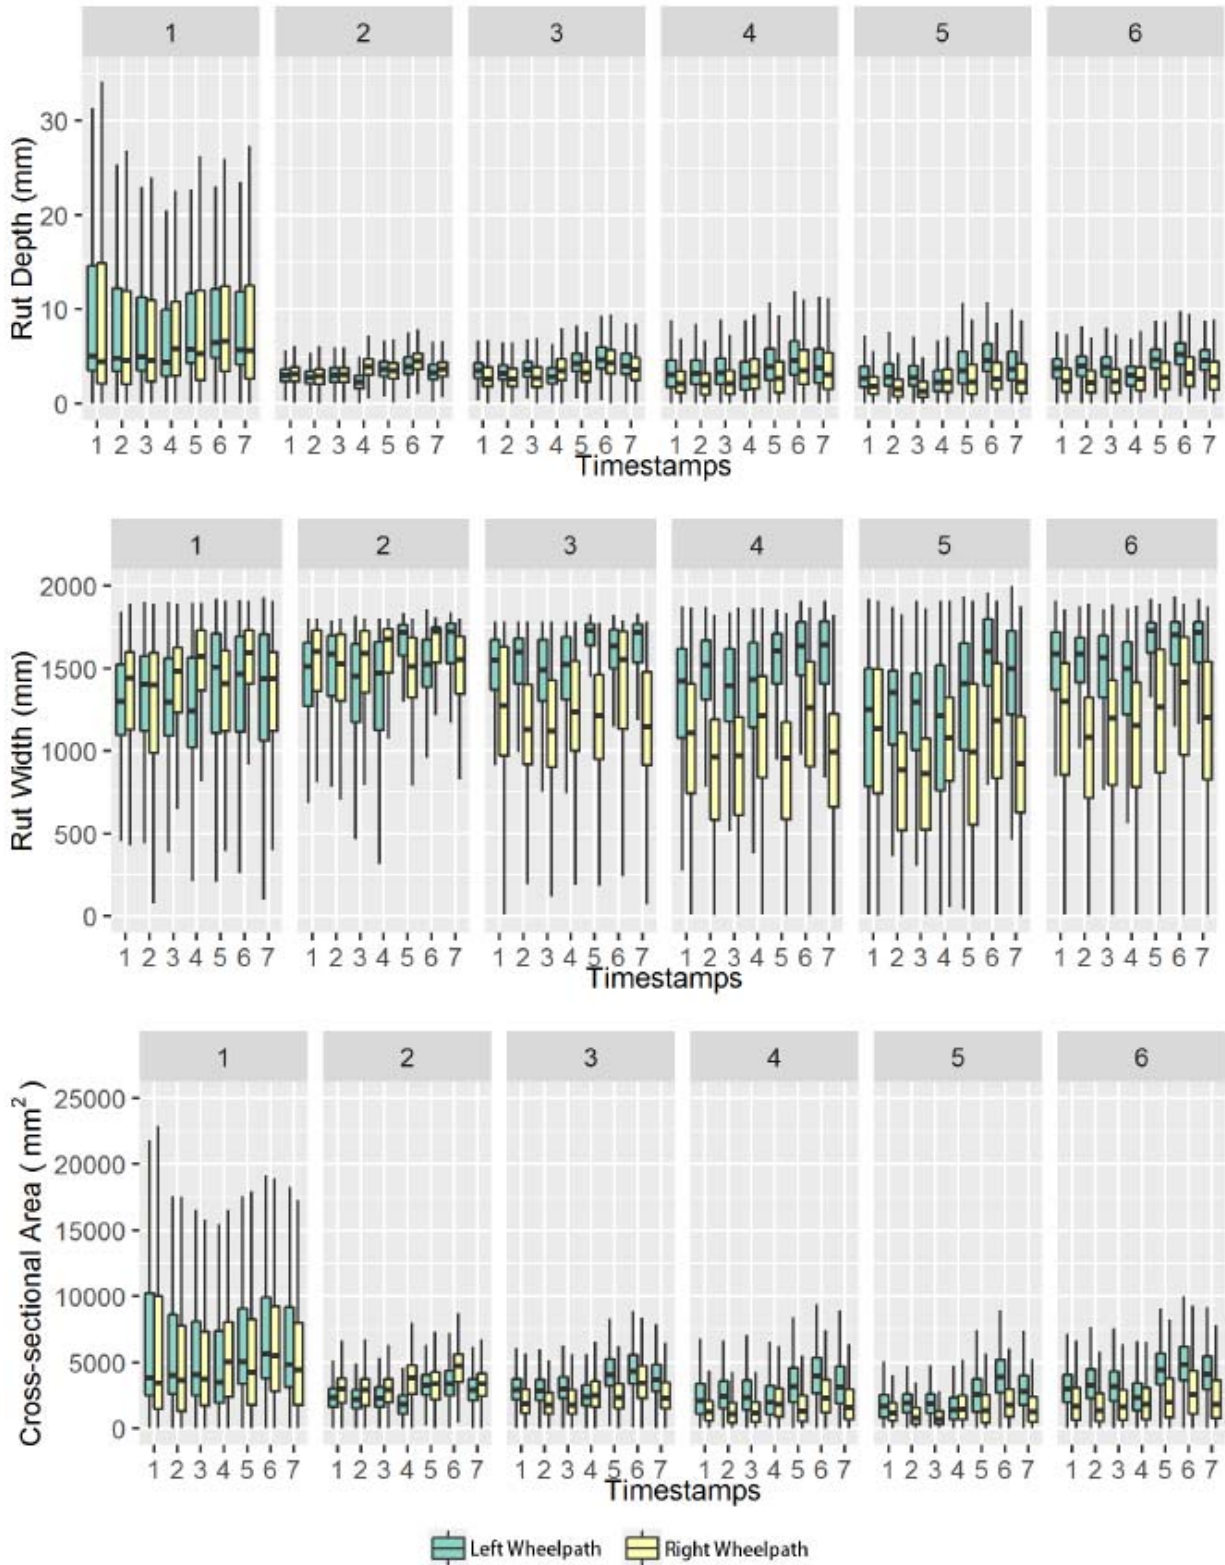 1 2 3 4 5 6
Rut Depth (mm)
30
20
10
0
1 2 3 4 5 6 7 1 2 3 4 5 6 7 1 2 3 4 5 6 7 1 2 3 4 5 6 7 1 2 3 4 5 6 7 1 2 3 4 5 6 7
Timestamps
1 2 3 4 5 6
Rut Width (mm)
2000
1500
1000
500
0
1 2 3 4 5 6 7 1 2 3 4 5 6 7 1 2 3 4 5 6 7 1 2 3 4 5 6 7 1 2 3 4 5 6 7 1 2 3 4 5 6 7
Timestamps
1 2 3 4 5 6
Cross-sectional Area ( mm²)
25000
20000
15000
10000
5000
0
1 2 3 4 5 6 7 1 2 3 4 5 6 7 1 2 3 4 5 6 7 1 2 3 4 5 6 7 1 2 3 4 5 6 7 1 2 3 4 5 6 7
Timestamps
Left Wheelpath Right Wheelpath